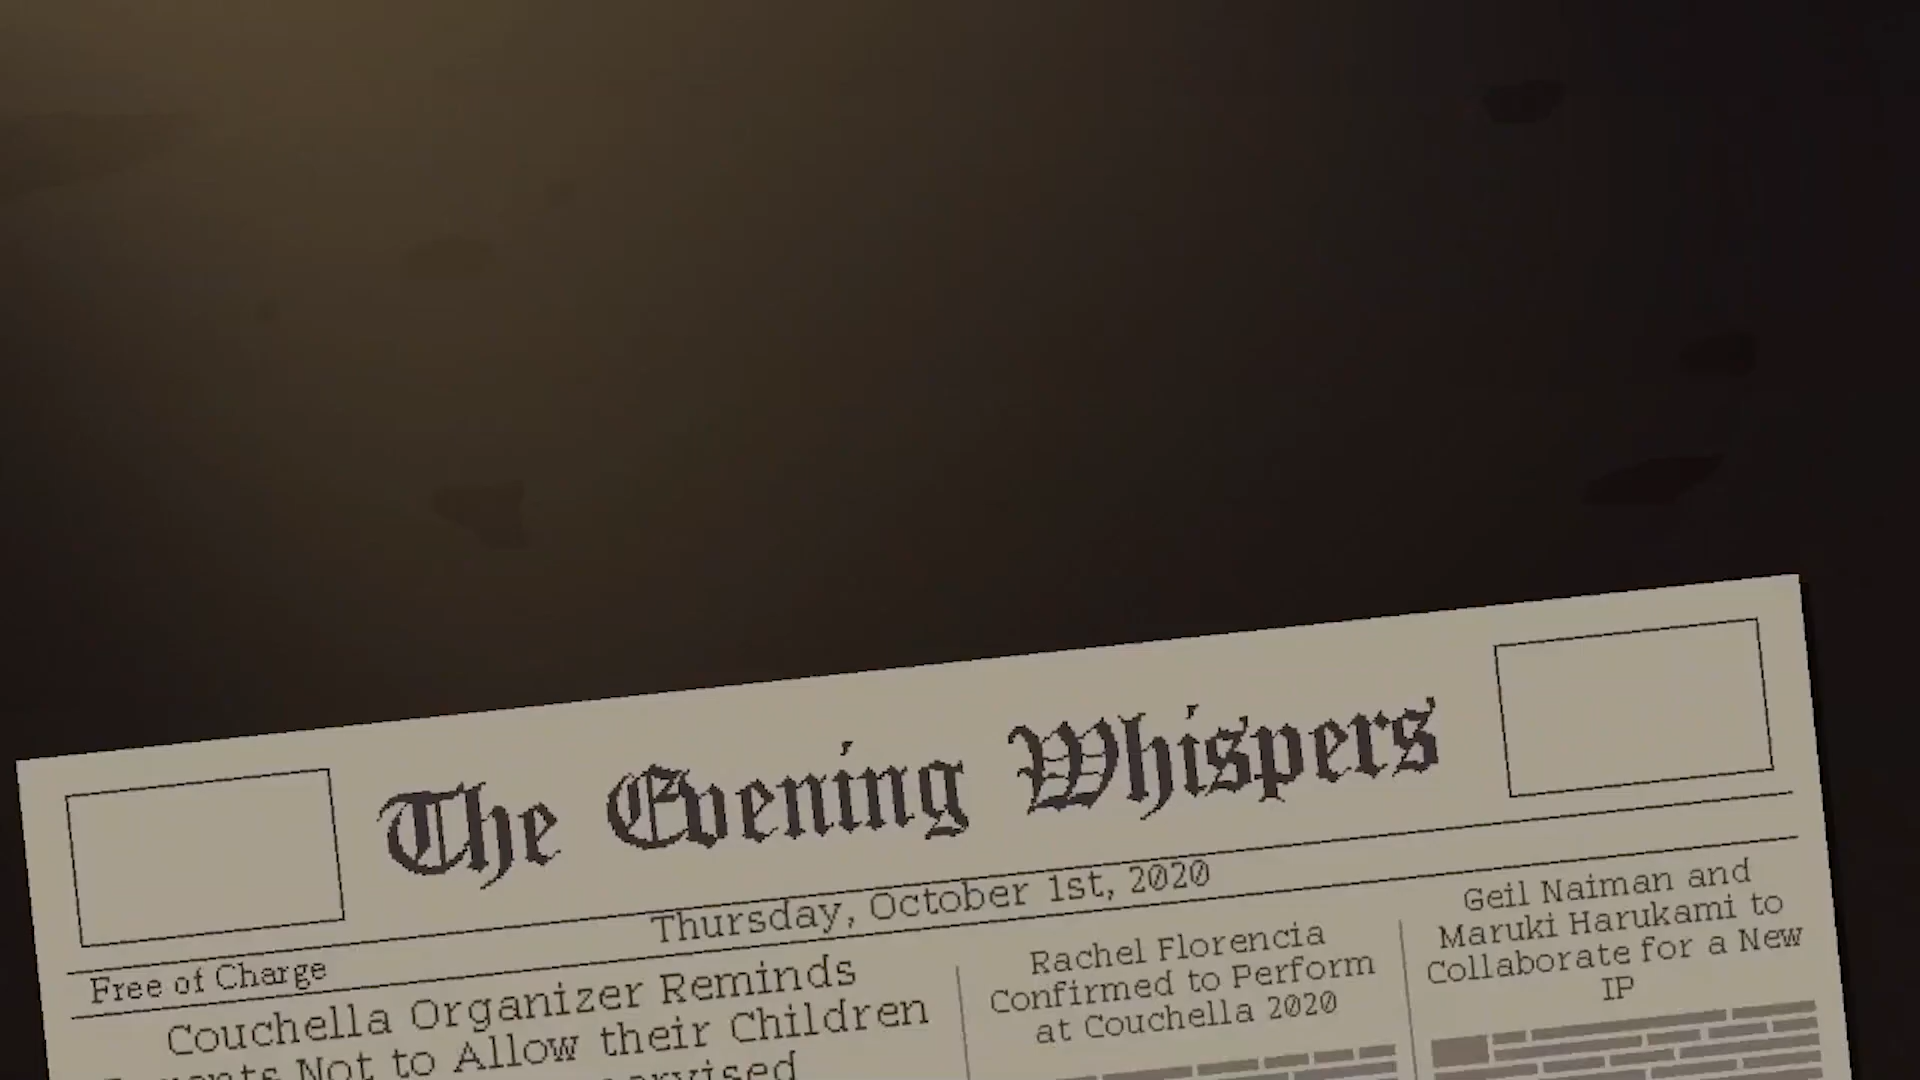 The Evening Whispers
Thursday, October 1st, 2020
Free of Charge
Couchella Organizer Reminds
Not to Allow their Children
Rachel Florencia
Confirmed to Perform
at Couchella 2020
Geil Naiman and
Maruki Harukami to
Collaborate for a New
IP